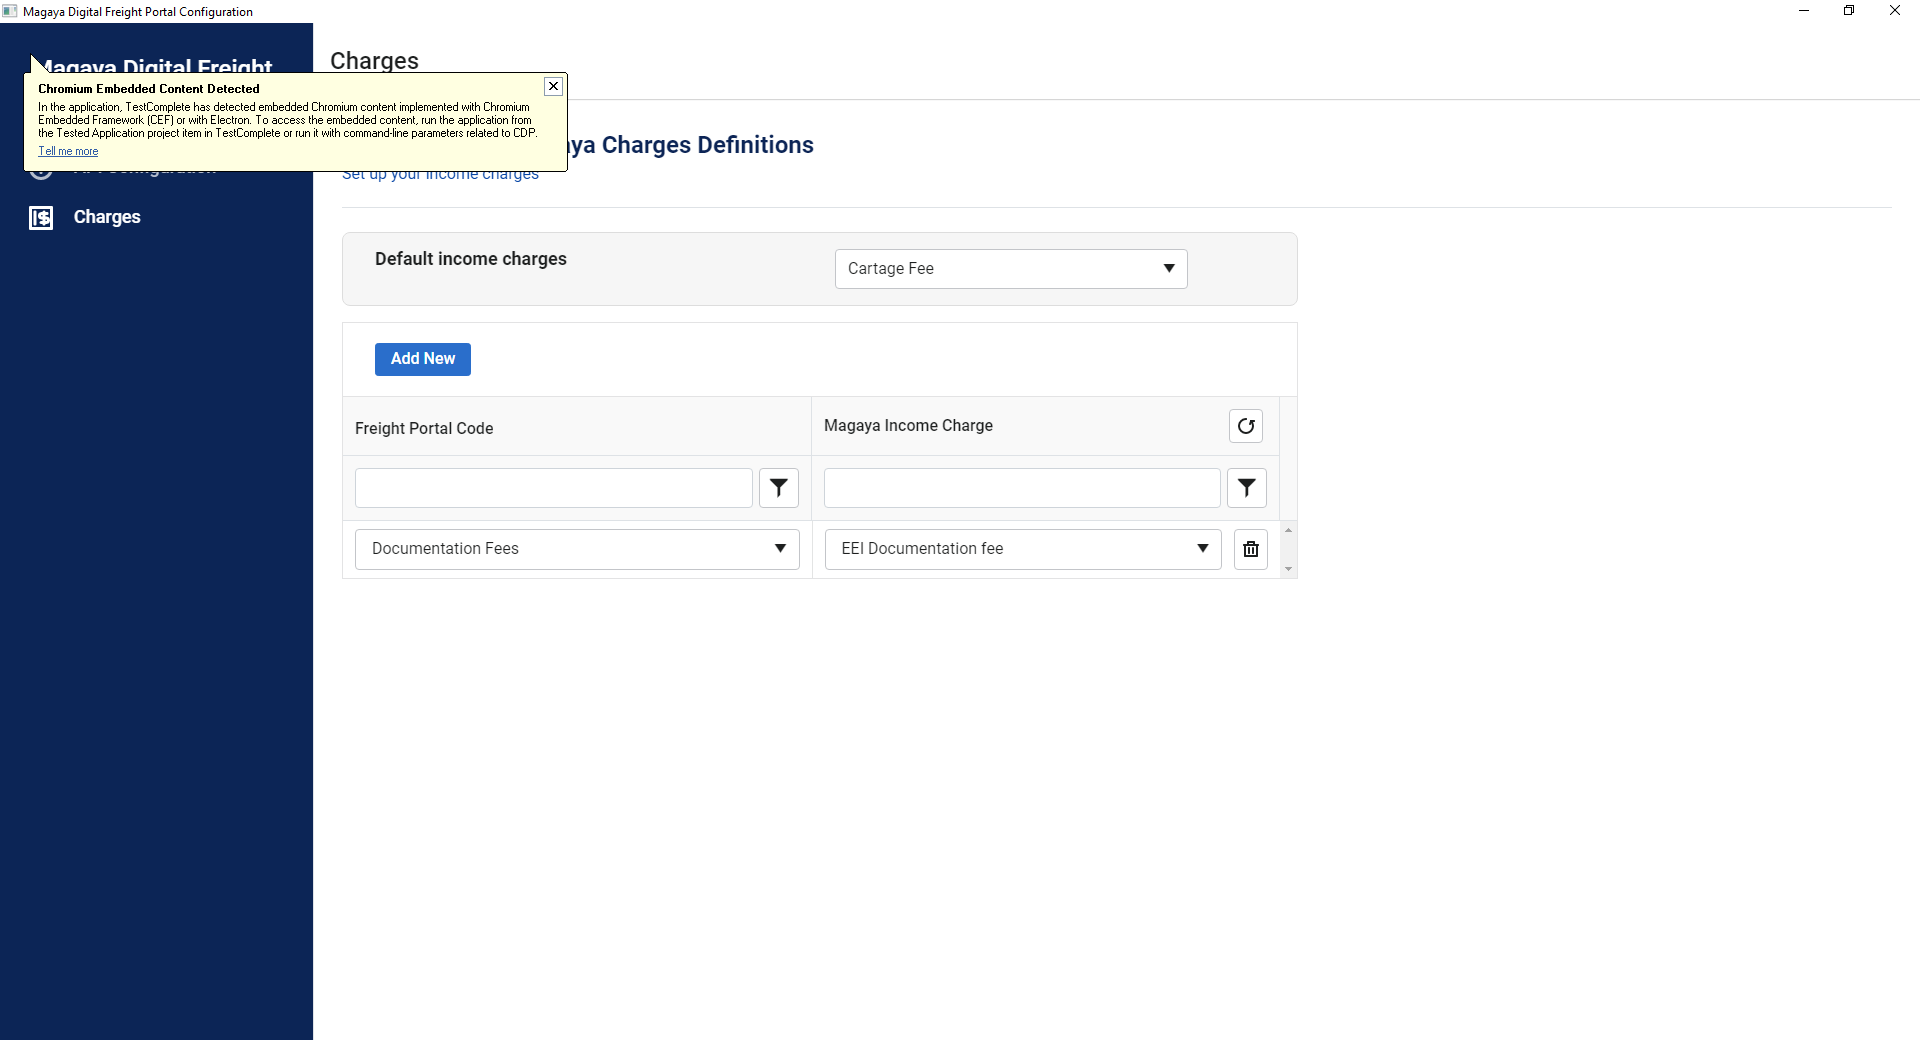 Magaya Digital Freight Portal Configuration
Magaya Digital Freight
Charges
Chromium Embedded Content Detected
In the application, TestComplete has detected embedded Chromium content implemented with Chromium
Embedded Framework (CEF) or with Electron. To access the embedded content, run the application from
the Tested Application project item in TestComplete or run it with command-line parameters related to CDP.
Tell me more
Charges Definitions
Set up your income charges
Charges
Default income charges
Cartage Fee
Add New
Freight Portal Code
Magaya Income Charge
Documentation Fees
EEI Documentation fee